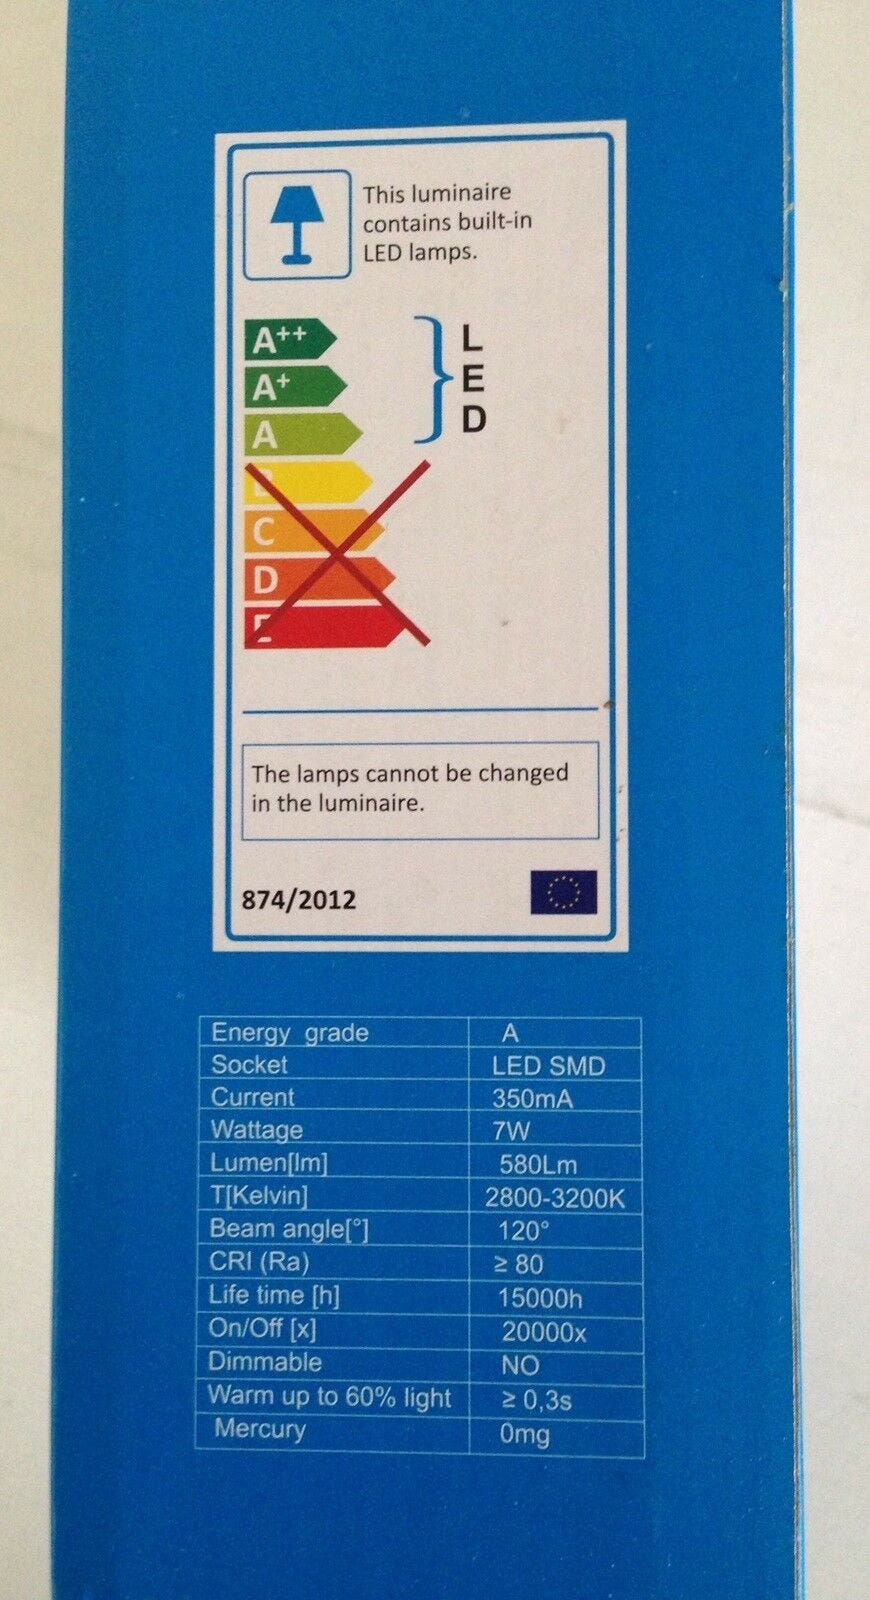 This luminaire
contains built-in
LED lamps.
A++
A+
A
B
C
D
E
L
E
D
The lamps cannot be changed
in the luminaire.
874/2012
Energy grade A
Socket LED SMD
Current 350mA
Wattage 7W
Lumen[lm] 580Lm
T[Kelvin] 2800-3200K
Beam angle[°] 120°
CRI (Ra) ≥ 80
Life time [h] 15000h
On/Off [x] 20000x
Dimmable NO
Warm up to 60% light ≥ 0,3s
Mercury 0mg